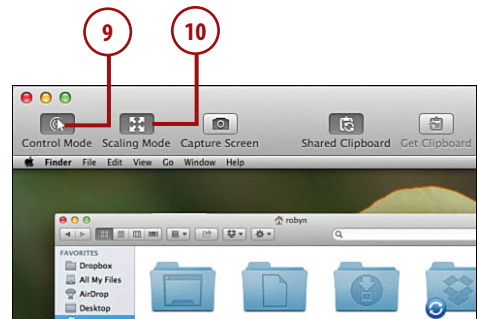 9 10
Control Mode Scaling Mode Capture Screen Shared Clipboard Get Clipboard
Finder File Edit View Go Window Help
robyn
FAVORITES
Dropbox
All My Files
AirDrop
Desktop